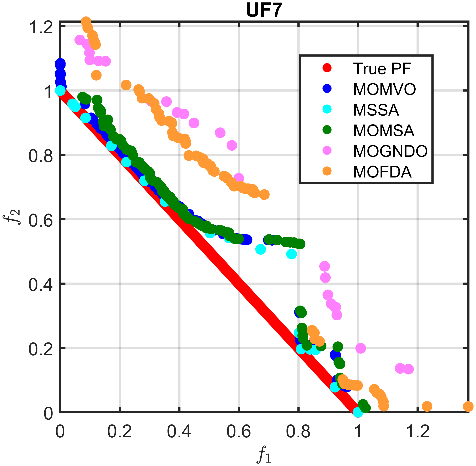 UF7
True PF
MOMVO
MSSA
MOMSA
MOGNDO
MOFDA
1.2
1
0.8
0.6
0.4
0.2
0
0 0.2 0.4 0.6 0.8 1 1.2
f2
f1